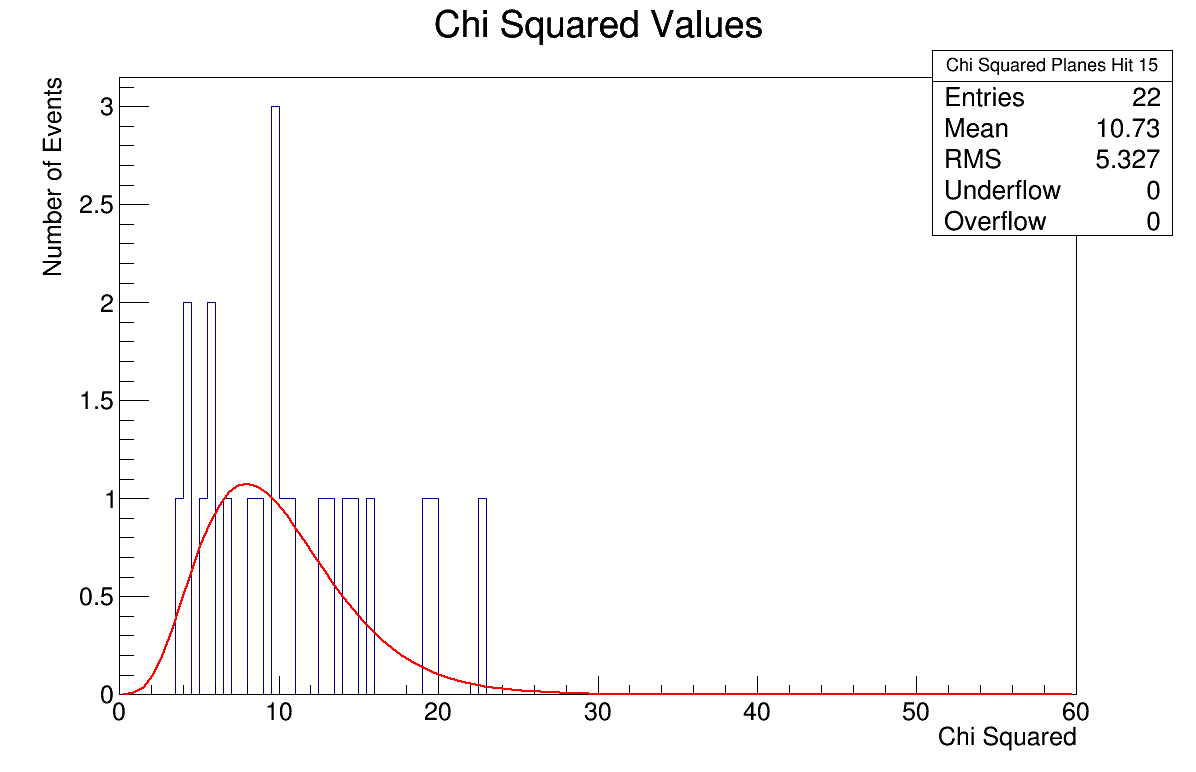 Chi Squared Values
Number of Events
Chi Squared Planes Hit 15
Entries 22
Mean 10.73
RMS 5.327
Underflow 0
Overflow 0
3
2.5
2
1.5
1
0.5
0
0 10 20 30 40 50 60
Chi Squared